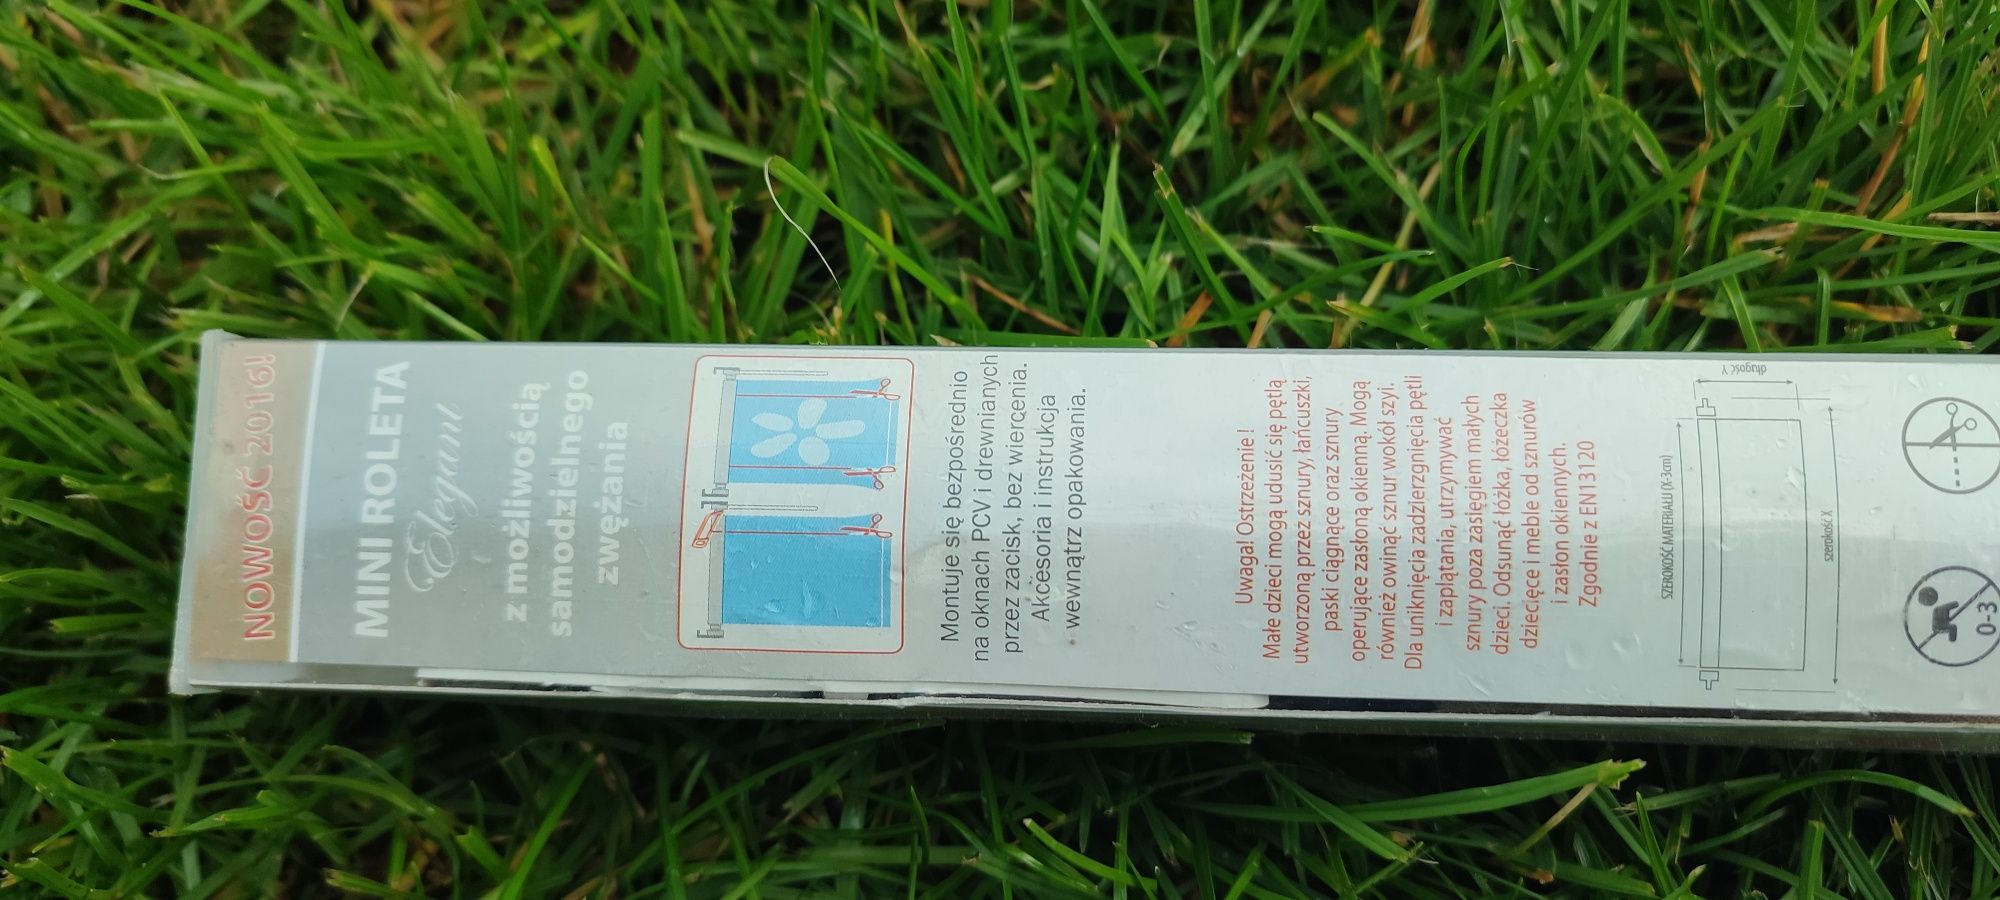 NOWOŚĆ 2016!
MINI ROLETA
Elegant
z możliwością
samodzielnego
zwężania
Montuje się bezpośrednio
na oknach PCV i drewnianych
przez zacisk, bez wiercenia.
Akcesoria i instrukcja
wewnątrz opakowania.
Uwaga! Ostrzeżenie!
Małe dzieci mogą udusić się pętlą
utworzoną przez sznury, łańcuszki,
paski ciągnące oraz sznury
operujące zasłoną okienną. Mogą
również owinąć sznur wokół szyi.
Dla uniknięcia zadzierzgnięcia pętli
i zaplątania, utrzymywać
sznury poza zasięgiem małych
dzieci. Odsunąć łóżka, łóżeczka
dziecięce i meble od sznurów
i zasłon okiennych.
Zgodnie z EN13120
SZEROKOŚĆ MATERIAŁU (X-3cm)
długość Y
szerokość X
0-3